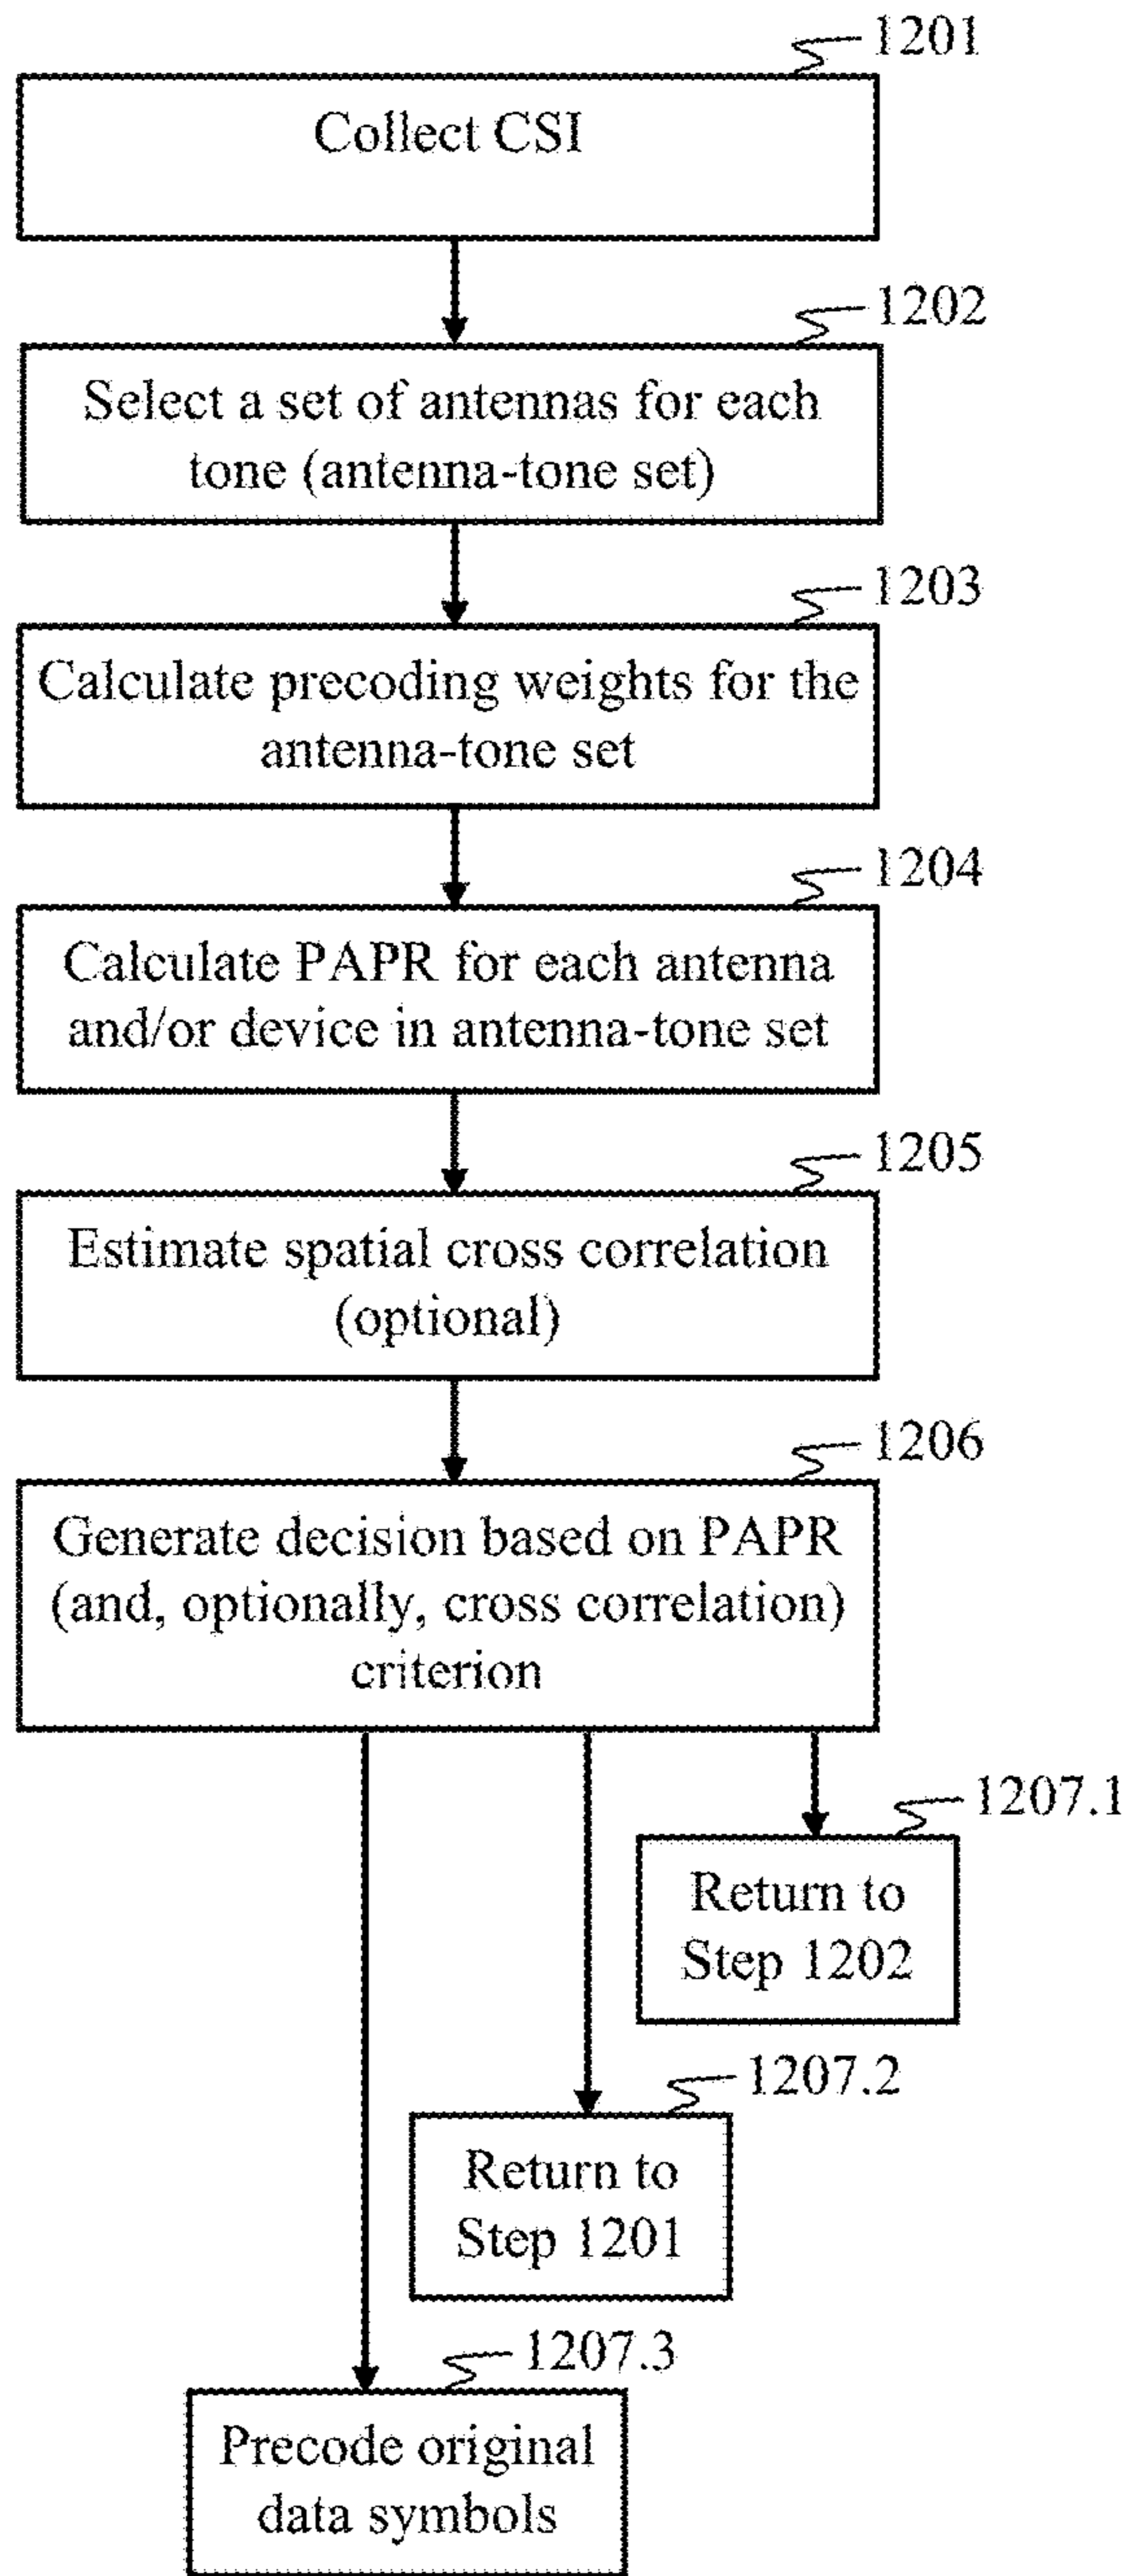 1201
Collect CSI
1202
Select a set of antennas for each
tone (antenna-tone set)
1203
Calculate precoding weights for the
antenna-tone set
1204
Calculate PAPR for each antenna
and/or device in antenna-tone set
1205
Estimate spatial cross correlation
(optional)
1206
Generate decision based on PAPR
(and, optionally, cross correlation)
criterion
1207.1
Return to
Step 1202
1207.2
Return to
Step 1201
1207.3
Precode original
data symbols